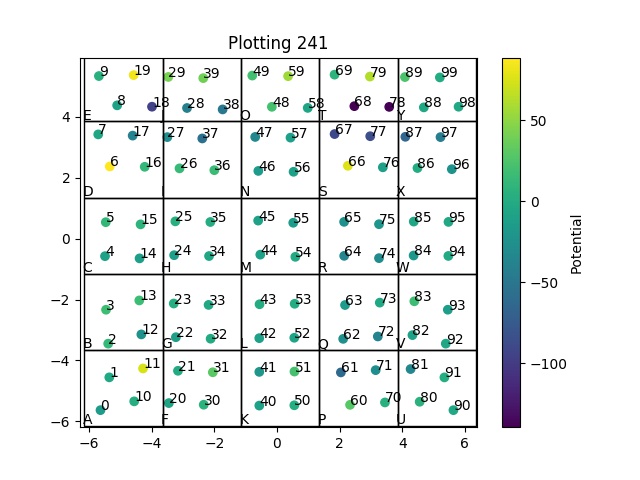 Plotting 241
9 19 29 39 49 59 69 79 89 99
8 18 28 38 48 58 68 78 88 98
E J O T Y
7 17 27 37 47 57 67 77 87 97
6 16 26 36 46 56 66 76 86 96
D I N S X
5 15 25 35 45 55 65 75 85 95
4 14 24 34 44 54 64 74 84 94
C H M R W
3 13 23 33 43 53 63 73 83 93
2 12 22 32 42 52 62 72 82 92
B G L Q V
1 11 21 31 41 51 61 71 81 91
0 10 20 30 40 50 60 70 80 90
A F K P U
4
2
0
−2
−4
−6
−6 −4 −2 0 2 4 6
50
0
−50
−100
Potential